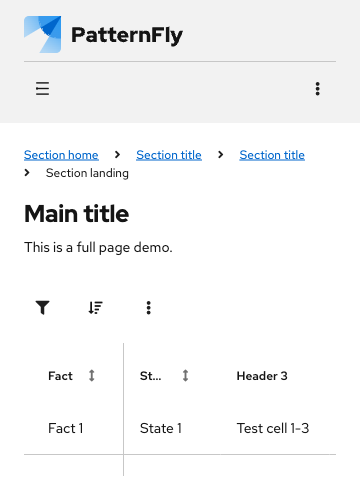 PatternFly
Section home Section title Section title
Section landing
Main title
This is a full page demo.
Fact St... Header 3
Fact 1 State 1 Test cell 1-3